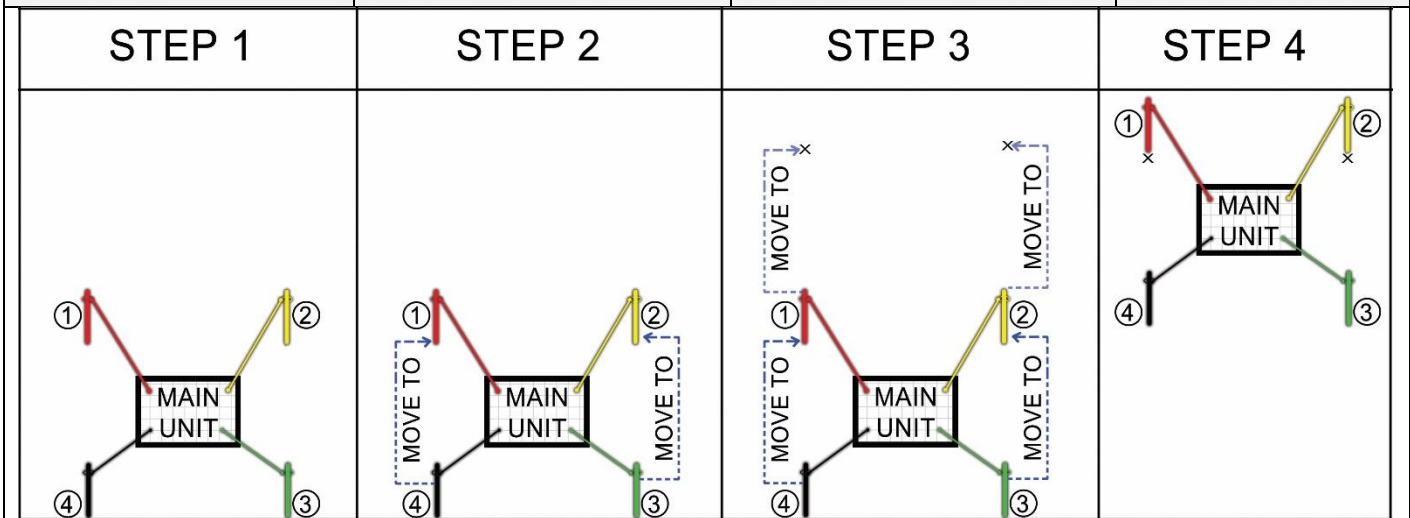 STEP 1
STEP 2
STEP 3
STEP 4
①
②
MAIN
UNIT
④
③
①
②
MOVE TO
MOVE TO
MAIN
UNIT
④
③
×
×
MOVE TO
MOVE TO
①
②
MOVE TO
MOVE TO
MAIN
UNIT
④
③
①
②
×
×
MAIN
UNIT
④
③